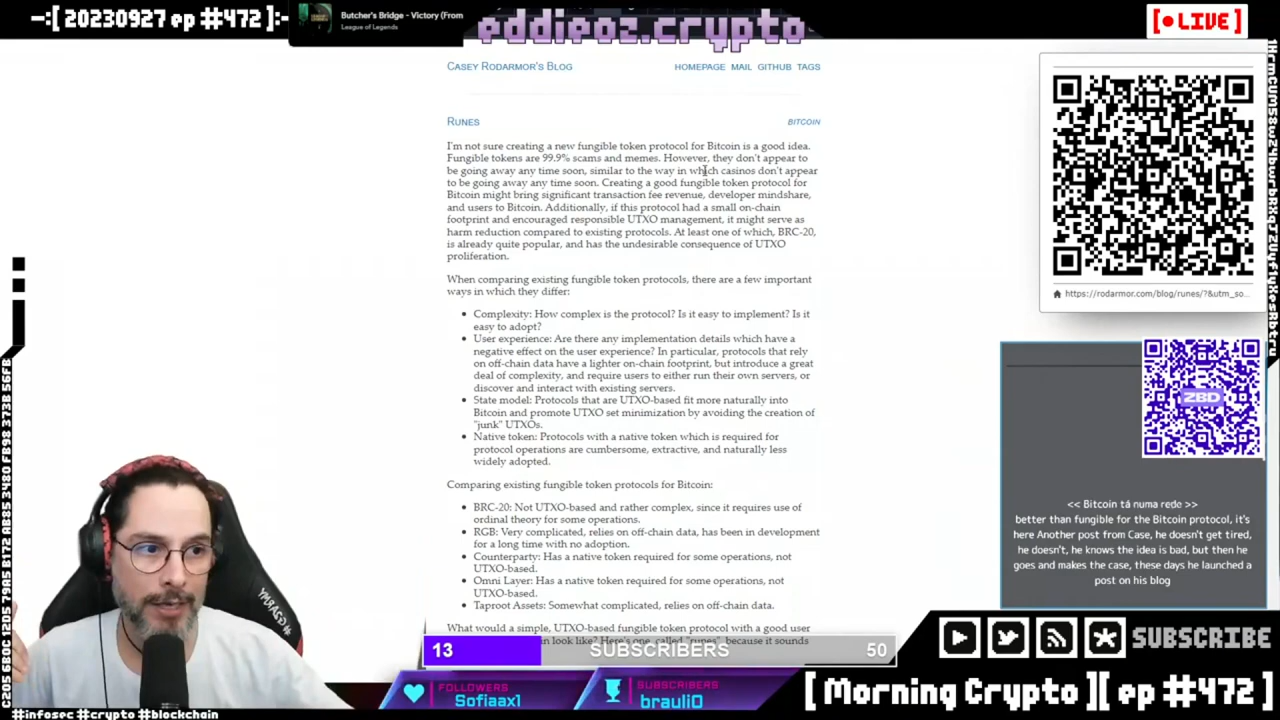 -:[ 20230927 ep #472 ]:-
Butcher's Bridge - Victory (From
League of Legends
eddieoz.crypto
[ ● LIVE ]
CASEY RODARMOR'S BLOG
HOMEPAGE MAIL GITHUB TAGS
RUNES
BITCOIN
I'm not sure creating a new fungible token protocol for Bitcoin is a good idea.
Fungible tokens are 99.9% scams and memes. However, they don't appear to
be going away any time soon, similar to the way in which casinos don't appear
to be going away any time soon. Creating a good fungible token protocol for
Bitcoin might bring significant transaction fee revenue, developer mindshare,
and users to Bitcoin. Additionally, if this protocol had a small on-chain
footprint and encouraged responsible UTXO management, it might serve as
harm reduction compared to existing protocols. At least one of which, BRC-20,
is already quite popular, and has the undesirable consequence of UTXO
proliferation.
When comparing existing fungible token protocols, there are a few important
ways in which they differ:
• Complexity: How complex is the protocol? Is it easy to implement? Is it
easy to adopt?
• User experience: Are there any implementation details which have a
negative effect on the user experience? In particular, protocols that rely
on off-chain data have a lighter on-chain footprint, but introduce a great
deal of complexity, and require users to either run their own servers, or
discover and interact with existing servers.
• State model: Protocols that are UTXO-based fit more naturally into
Bitcoin and promote UTXO set minimization by avoiding the creation of
"junk" UTXOs.
• Native token: Protocols with a native token which is required for
protocol operations are cumbersome, extractive, and naturally less
widely adopted.
Comparing existing fungible token protocols for Bitcoin:
• BRC-20: Not UTXO-based and rather complex, since it requires use of
ordinal theory for some operations.
• RGB: Very complicated, relies on off-chain data, has been in development
for a long time with no adoption.
• Counterparty: Has a native token required for some operations, not
UTXO-based.
• Omni Layer: Has a native token required for some operations, not
UTXO-based.
• Taproot Assets: Somewhat complicated, relies on off-chain data.
What would a simple, UTXO-based fungible token protocol with a good user
in look like? Here's one, called "runes", because it sounds
https://rodarmor.com/blog/runes/?&utm_so...
ZBD
<< Bitcoin tá numa rede >>
better than fungible for the Bitcoin protocol, it's
here Another post from Case, he doesn't get tired,
he doesn't, he knows the idea is bad, but then he
goes and makes the case, these days he launched a
post on his blog
13
SUBSCRIBERS
50
FOLLOWERS
Sofiaax1
SUBSCRIBERS
brauli0
SUBSCRIBE
[ Morning Crypto ][ ep #472 ]
#infosec #crypto #blockchain